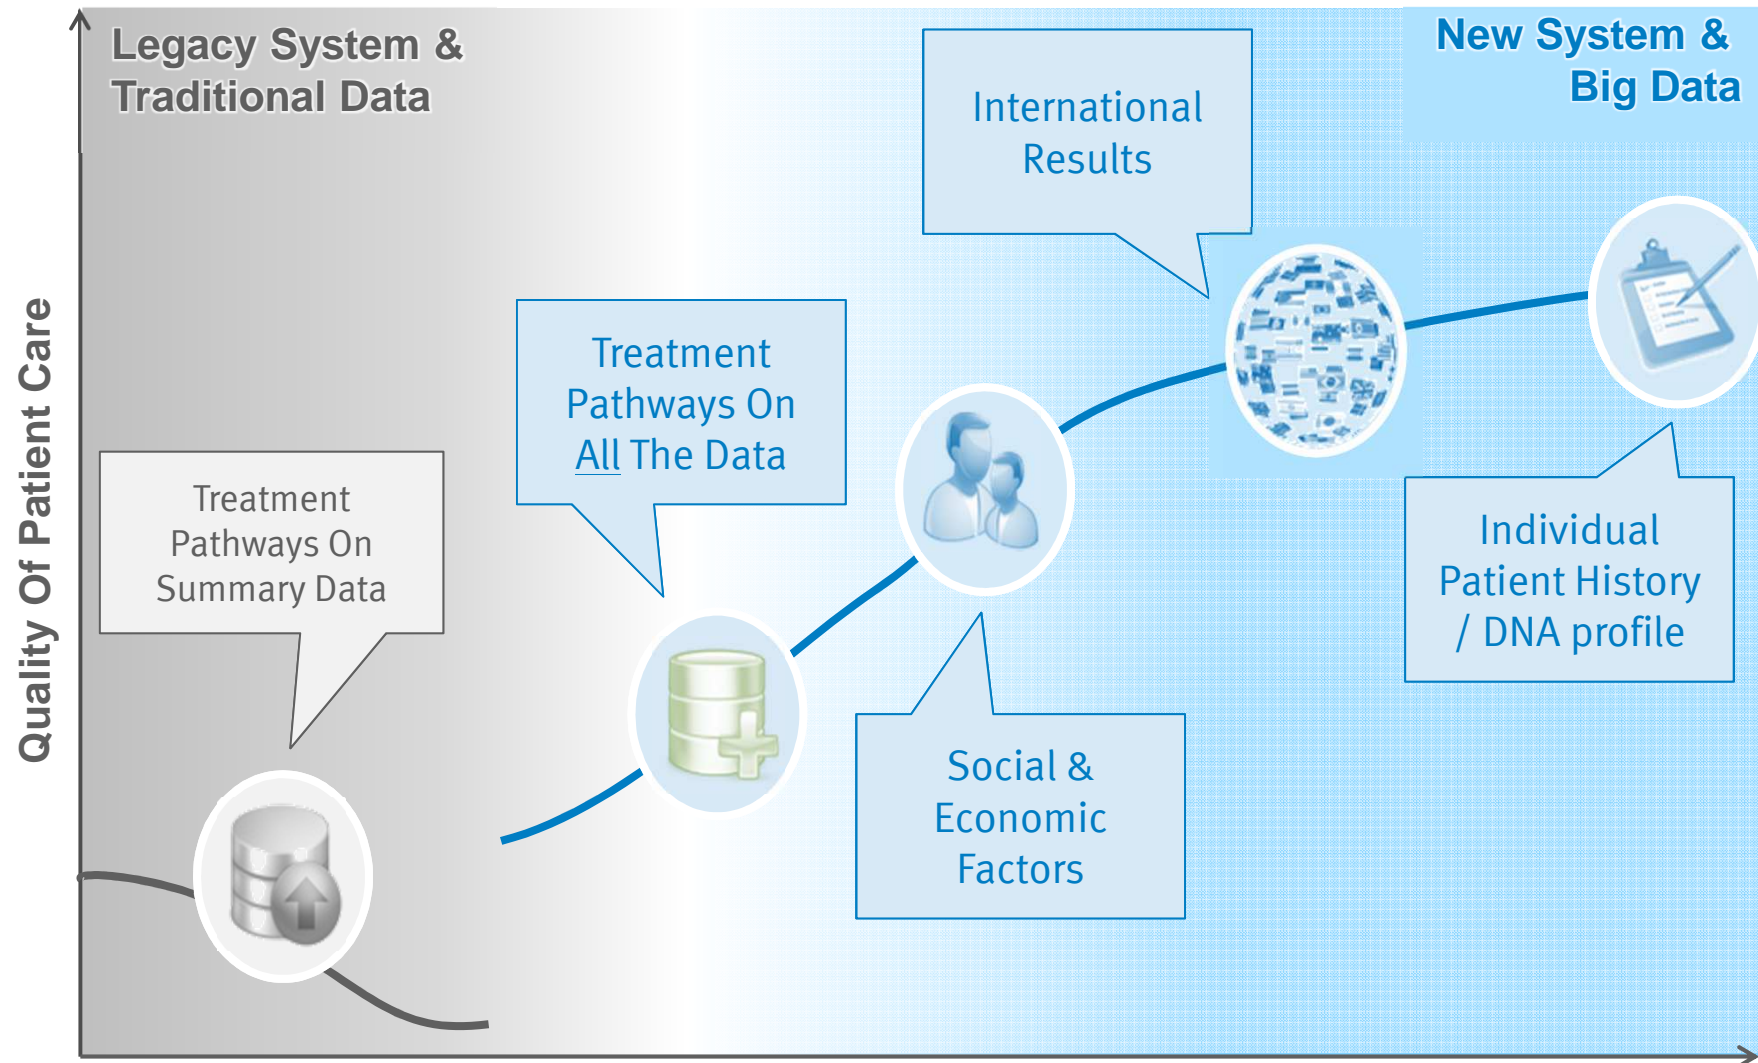 Legacy System &
Traditional Data
New System &
Big Data
International
Results
Treatment
Pathways On
All The Data
Treatment
Pathways On
Summary Data
Individual
Patient History
/ DNA profile
Social &
Economic
Factors
Quality Of Patient Care